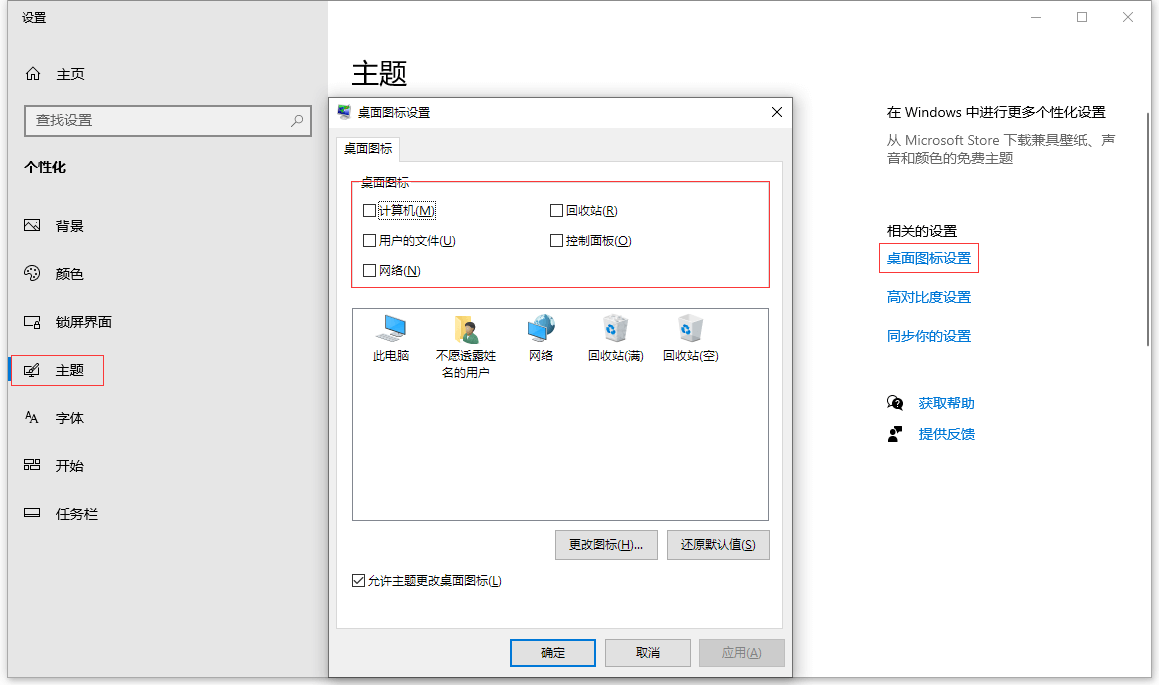 设置
主页
查找设置
个性化
背景
颜色
锁屏界面
主题
字体
开始
任务栏
主题
桌面图标设置
桌面图标
桌面图标
计算机(M)
回收站(R)
用户的文件(U)
控制面板(O)
网络(N)
此电脑
不愿透露姓
名的用户
网络
回收站(满)
回收站(空)
更改图标(H)...
还原默认值(S)
允许主题更改桌面图标(L)
确定
取消
应用(A)
在 Windows 中进行更多个性化设置
从 Microsoft Store 下载兼具壁纸、声
音和颜色的免费主题
相关的设置
桌面图标设置
高对比度设置
同步你的设置
获取帮助
提供反馈